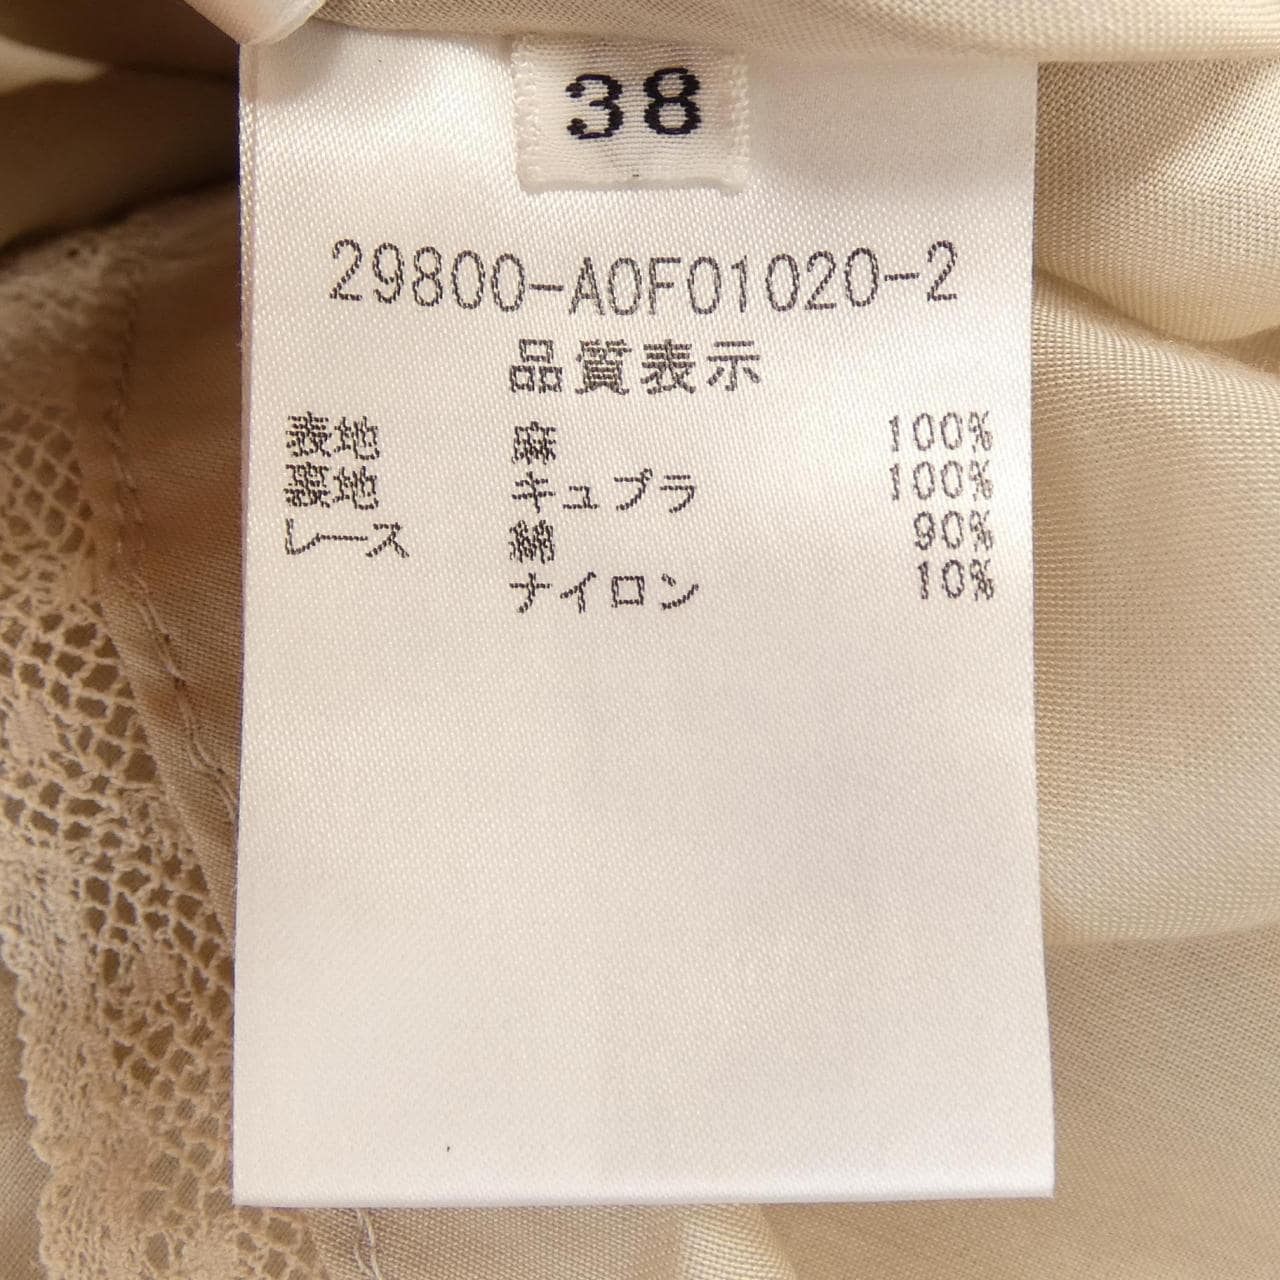 38
29800-A0F01020-2
品質表示
表地 麻 100%
裏地 キュプラ 100%
レース 綿 90%
ナイロン 10%